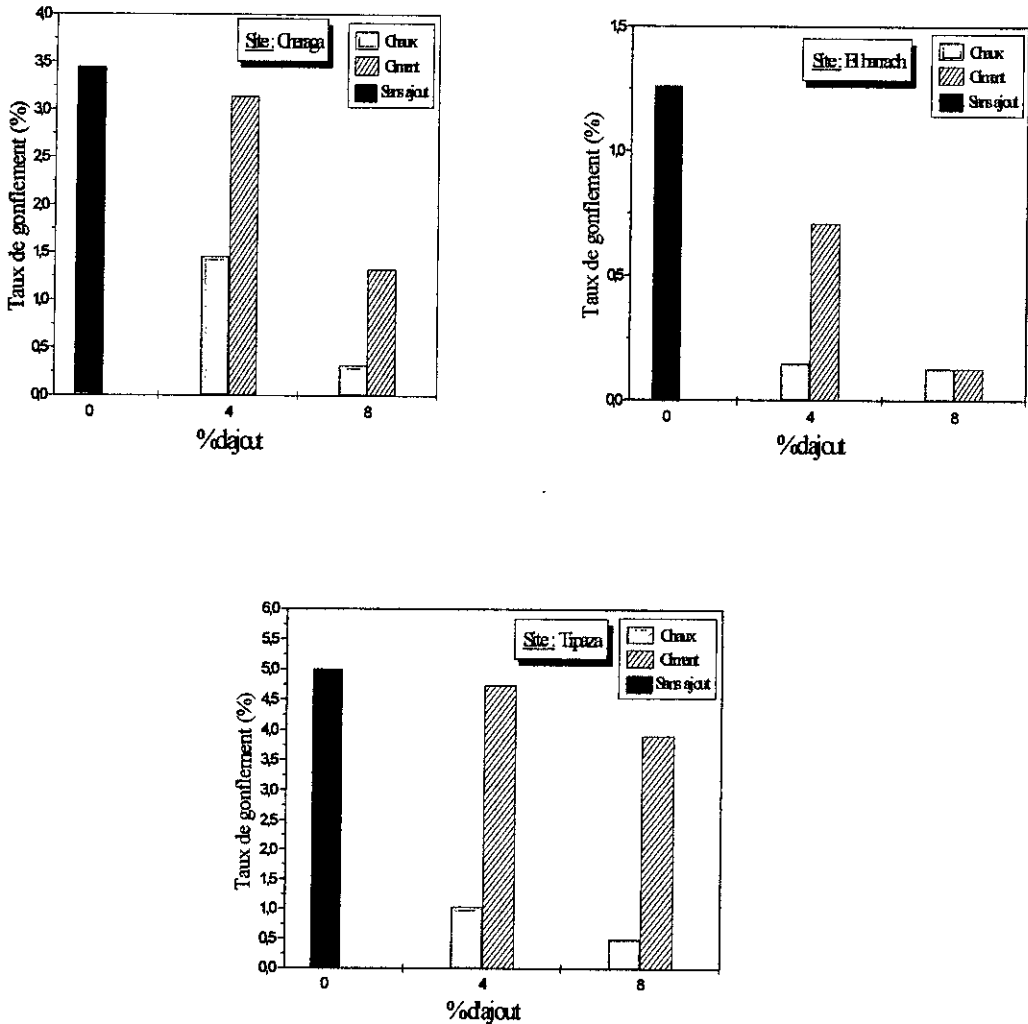 Site: Cheraga
Chaux
Ciment
Sans ajout
Taux de gonflement (%)
4,0
3,5
3,0
2,5
2,0
1,5
1,0
0,5
0,0
0
4
8
% d'ajout
Site: El harrach
Chaux
Ciment
Sans ajout
Taux de gonflement (%)
1,5
1,0
0,5
0,0
0
4
8
% d'ajout
Site: Tipaza
Chaux
Ciment
Sans ajout
Taux de gonflement (%)
6,0
5,5
5,0
4,5
4,0
3,5
3,0
2,5
2,0
1,5
1,0
0,5
0,0
0
4
8
% d'ajout